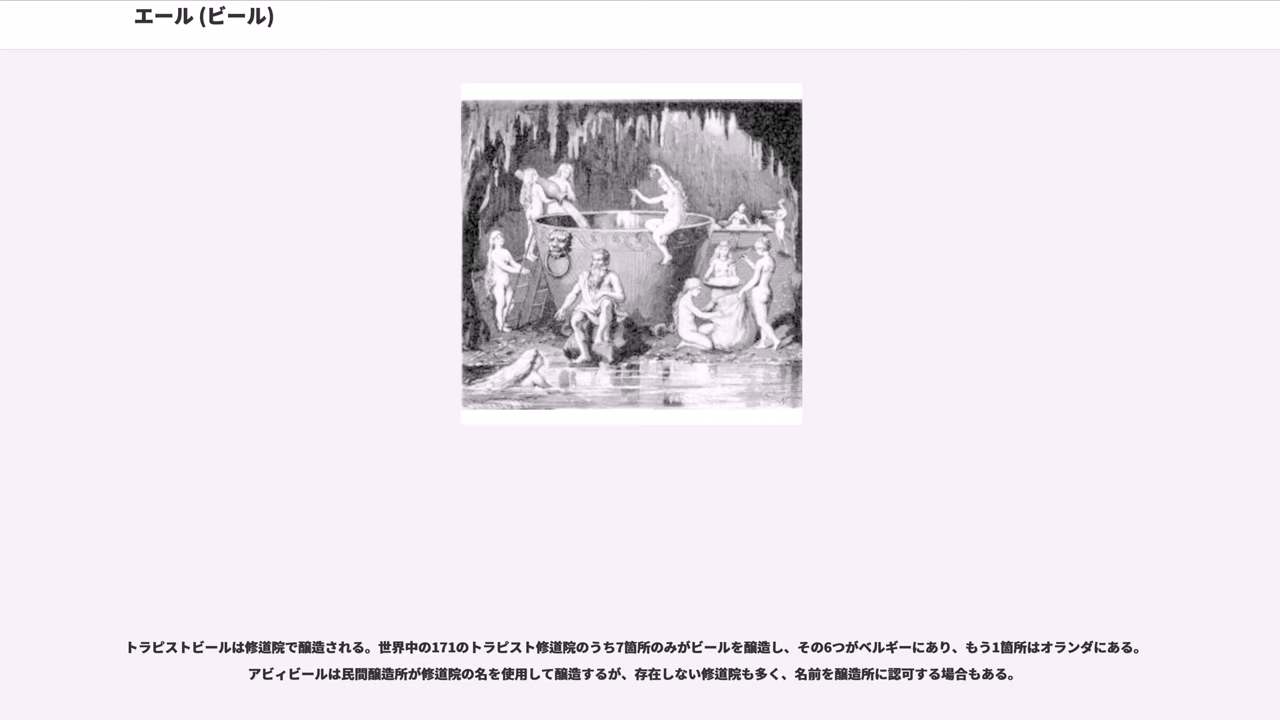 エール (ビール)
トラピストビールは修道院で醸造される。世界中の171のトラピスト修道院のうち7箇所のみがビールを醸造し、その6つがベルギーにあり、もう1箇所はオランダにある。
アビィビールは民間醸造所が修道院の名を使用して醸造するが、存在しない修道院も多く、名前を醸造所に認可する場合もある。